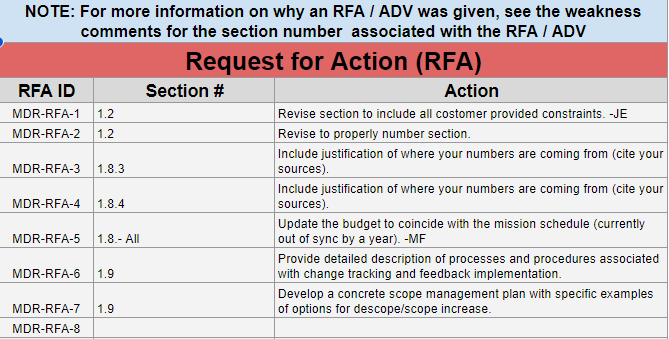 NOTE: For more information on why an RFA / ADV was given, see the weakness
comments for the section number associated with the RFA / ADV
Request for Action (RFA)
RFA ID Section # Action
MDR-RFA-1 1.2 Revise section to include all costomer provided constraints. -JE
MDR-RFA-2 1.2 Revise to properly number section.
Include justification of where your numbers are coming from (cite your
MDR-RFA-3 1.8.3 sources).
Include justification of where your numbers are coming from (cite your
MDR-RFA-4 1.8.4 sources).
Update the budget to coincide with the mission schedule (currently
MDR-RFA-5 1.8.- All out of sync by a year). -MF
Provide detailed description of processes and procedures associated
MDR-RFA-6 1.9 with change tracking and feedback implementation.
Develop a concrete scope management plan with specific examples
MDR-RFA-7 1.9 of options for descope/scope increase.
MDR-RFA-8